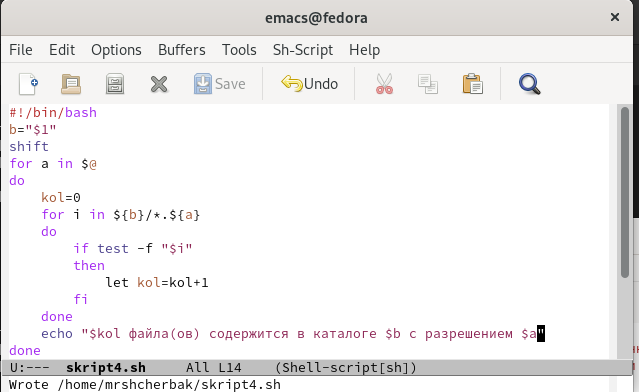 emacs@fedora ×
File Edit Options Buffers Tools Sh-Script Help
Save Undo
#!/bin/bash
b="$1"
shift
for a in $@
do
    kol=0
    for i in ${b}/*.${a}
    do
        if test -f "$i"
        then
            let kol=kol+1
        fi
    done
    echo "$kol файла(ов) содержится в каталоге $b с разрешением $a"
done
U:--- skript4.sh All L14 (Shell-script[sh])
Wrote /home/mrshcherbak/skript4.sh